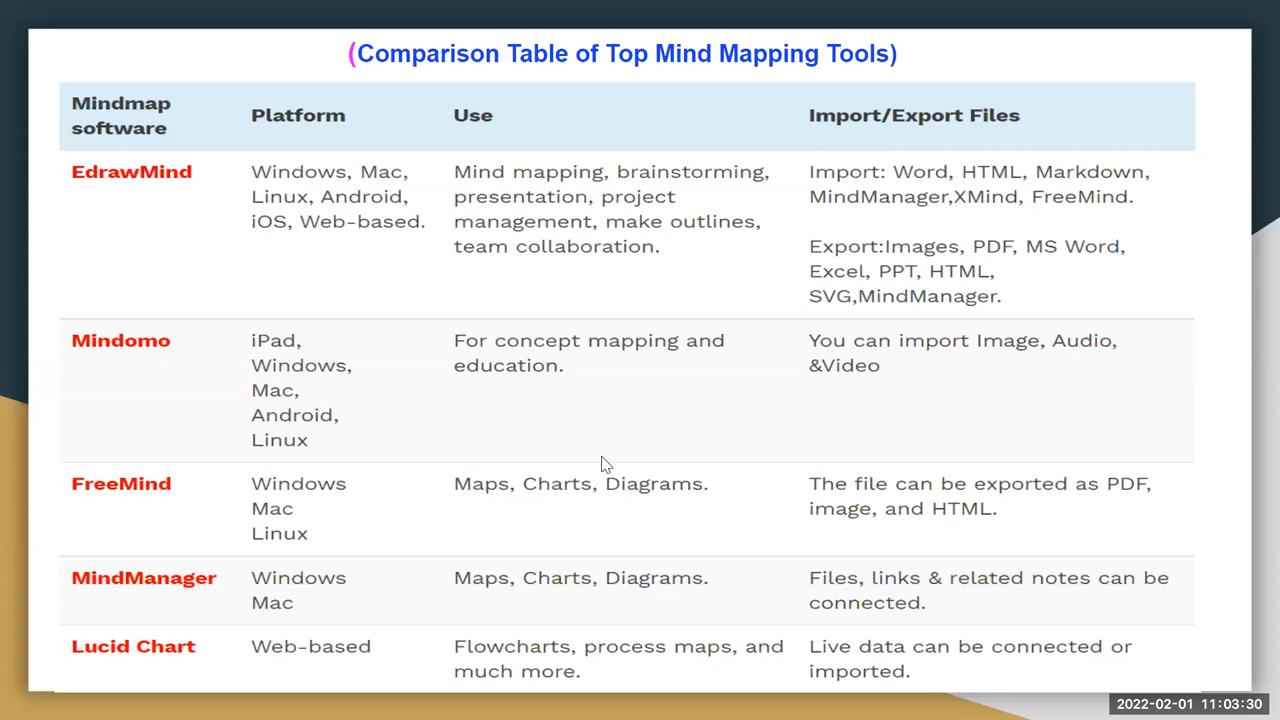 (Comparison Table of Top Mind Mapping Tools)
Mindmap
software
Platform
Use
Import/Export Files
EdrawMind
Windows, Mac,
Linux, Android,
iOS, Web-based.
Mind mapping, brainstorming,
presentation, project
management, make outlines,
team collaboration.
Import: Word, HTML, Markdown,
MindManager,XMind, FreeMind.
Export:Images, PDF, MS Word,
Excel, PPT, HTML,
SVG,MindManager.
Mindomo
iPad,
Windows,
Mac,
Android,
Linux
For concept mapping and
education.
You can import Image, Audio,
&Video
FreeMind
Windows
Mac
Linux
Maps, Charts, Diagrams.
The file can be exported as PDF,
image, and HTML.
MindManager
Windows
Mac
Maps, Charts, Diagrams.
Files, links & related notes can be
connected.
Lucid Chart
Web-based
Flowcharts, process maps, and
much more.
Live data can be connected or
imported.
2022-02-01 11:03:30